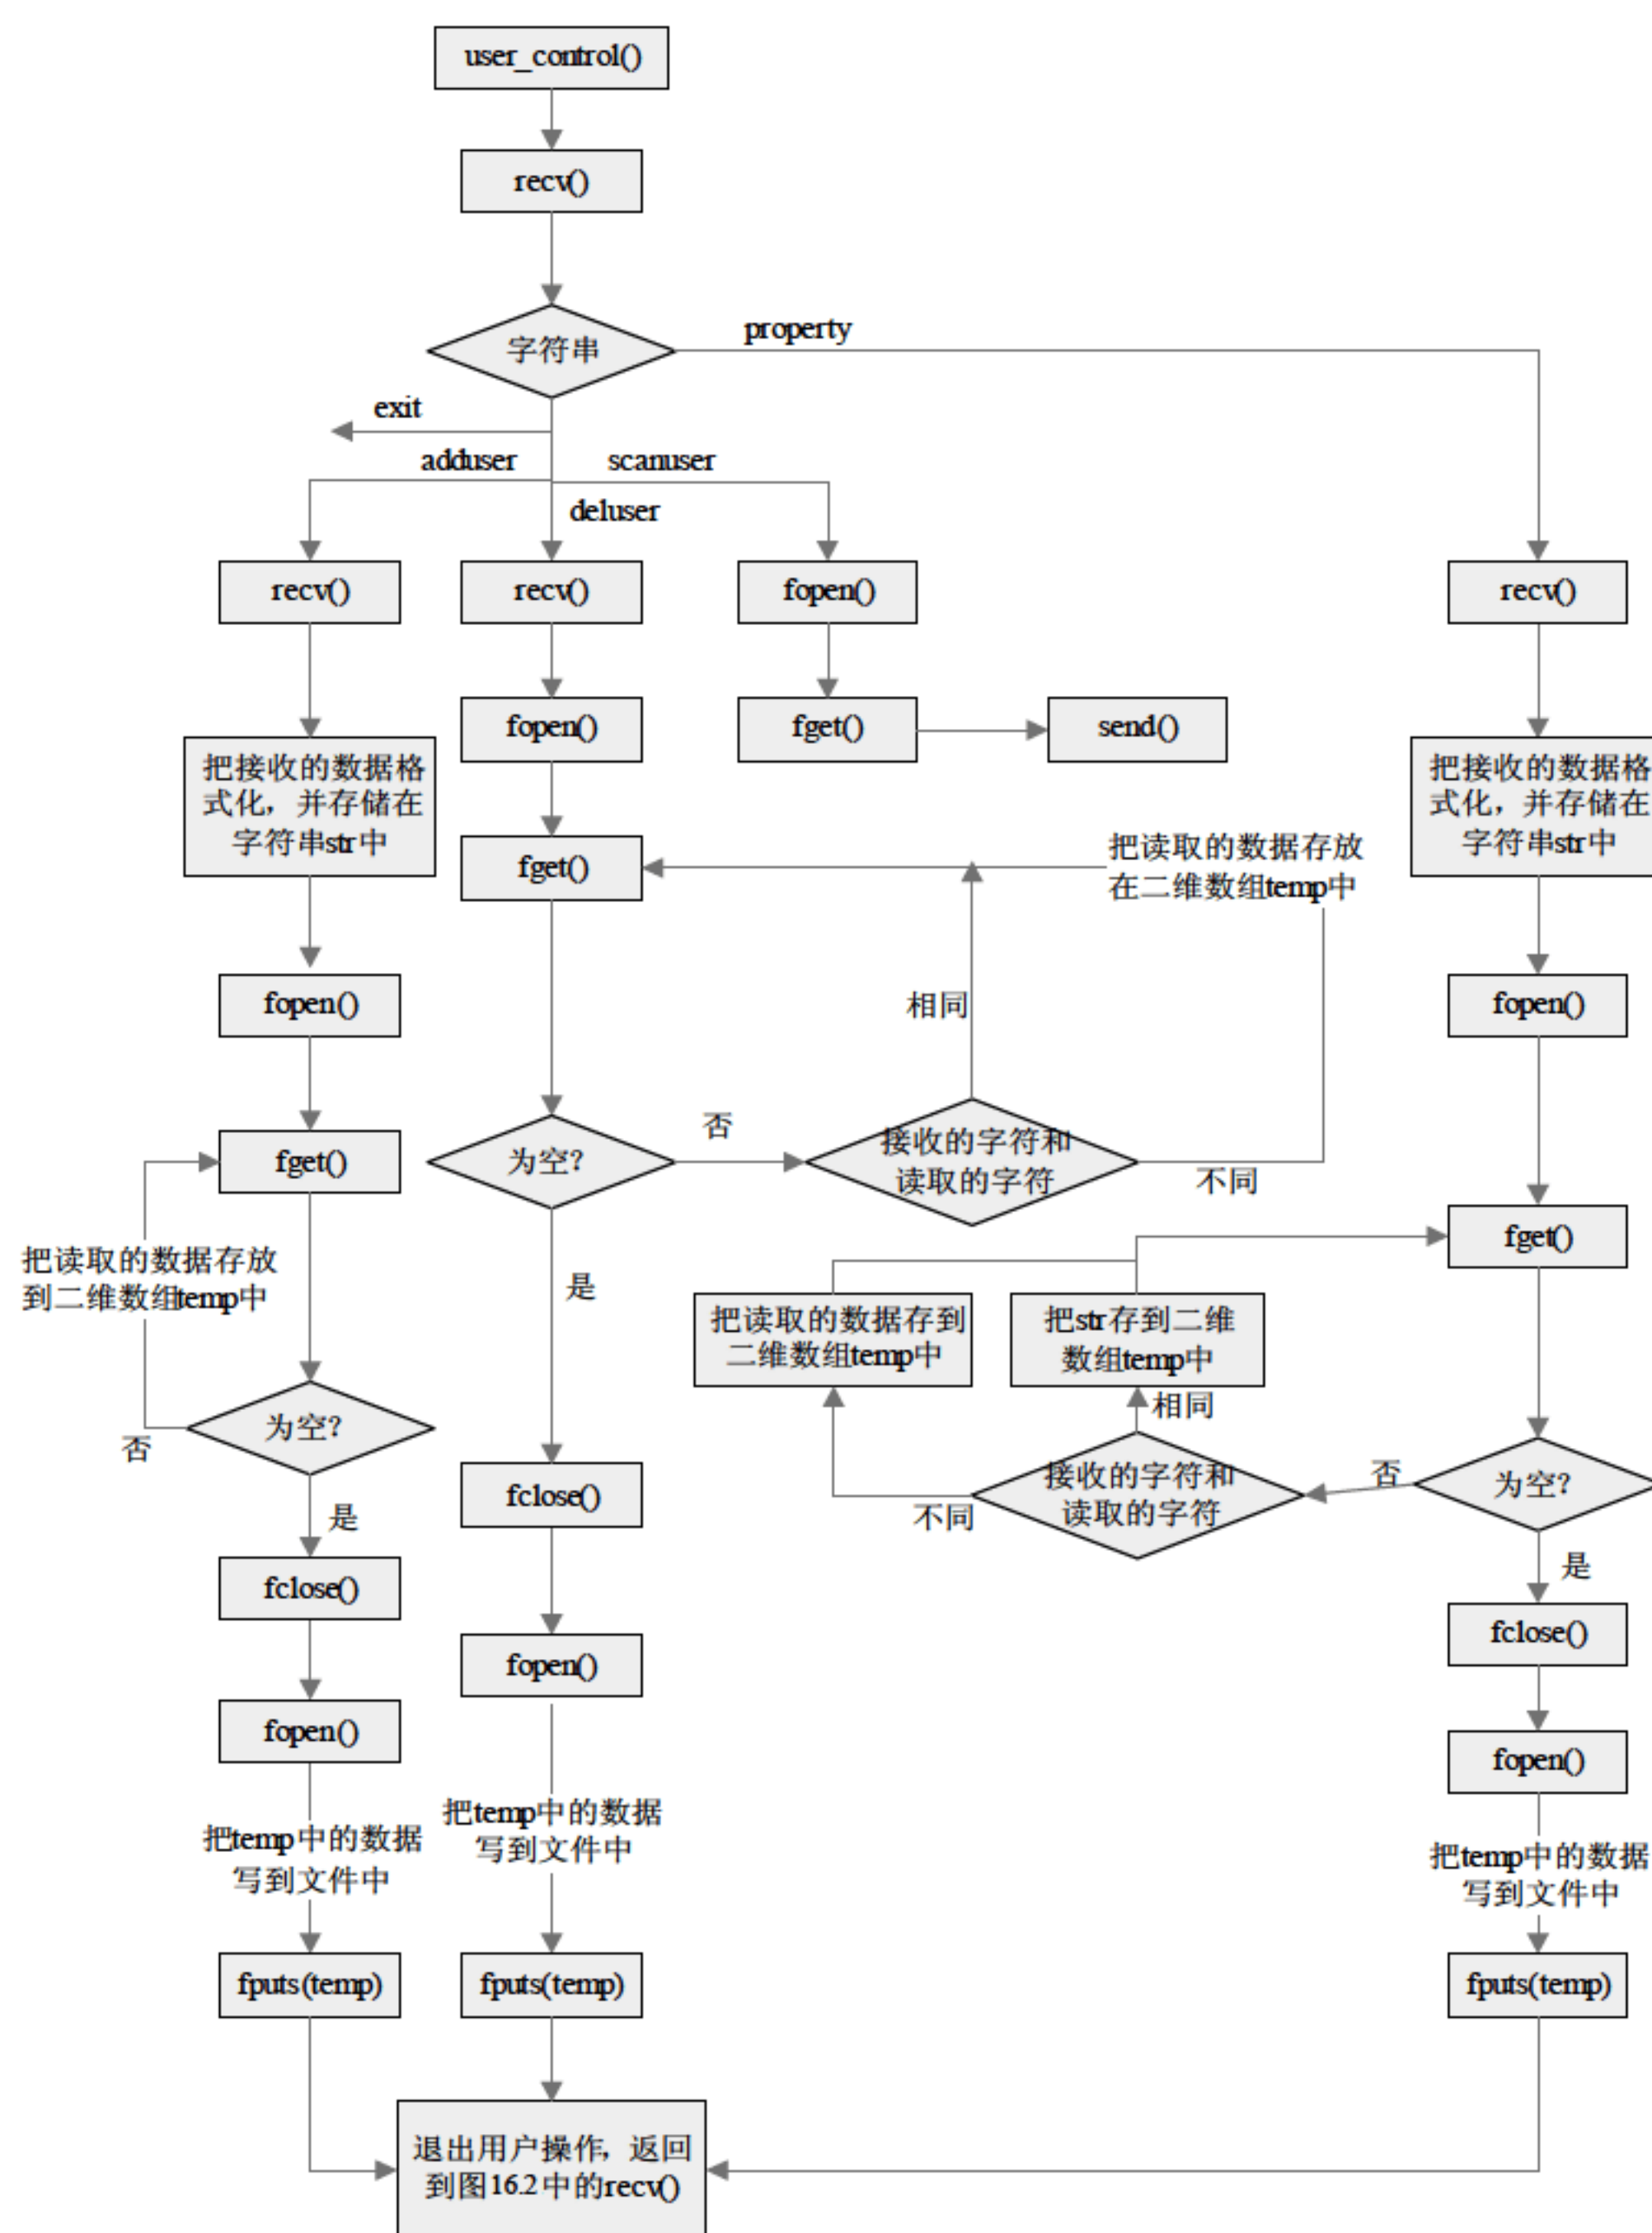 user_control()
recv()
字符串
property
exit
adduser
scanuser
deluser
recv()
recv()
fopen()
recv()
fopen()
fget()
send()
把接收的数据格
式化，并存储在
字符串str中
把接收的数据格
式化，并存储在
字符串str中
fget()
把读取的数据存放
在二维数组temp中
fopen()
相同
fopen()
fget()
为空？
否
接收的字符和
读取的字符
不同
fget()
把读取的数据存放
到二维数组temp中
是
把读取的数据存到
二维数组temp中
把str存到二维
数组temp中
相同
为空？
否
接收的字符和
读取的字符
不同
否
为空？
是
fclose()
是
fclose()
fclose()
fopen()
fopen()
fopen()
把temp中的数据
写到文件中
把temp中的数据
写到文件中
把temp中的数据
写到文件中
fputs(temp)
fputs(temp)
fputs(temp)
退出用户操作，返回
到图16.2中的recv()